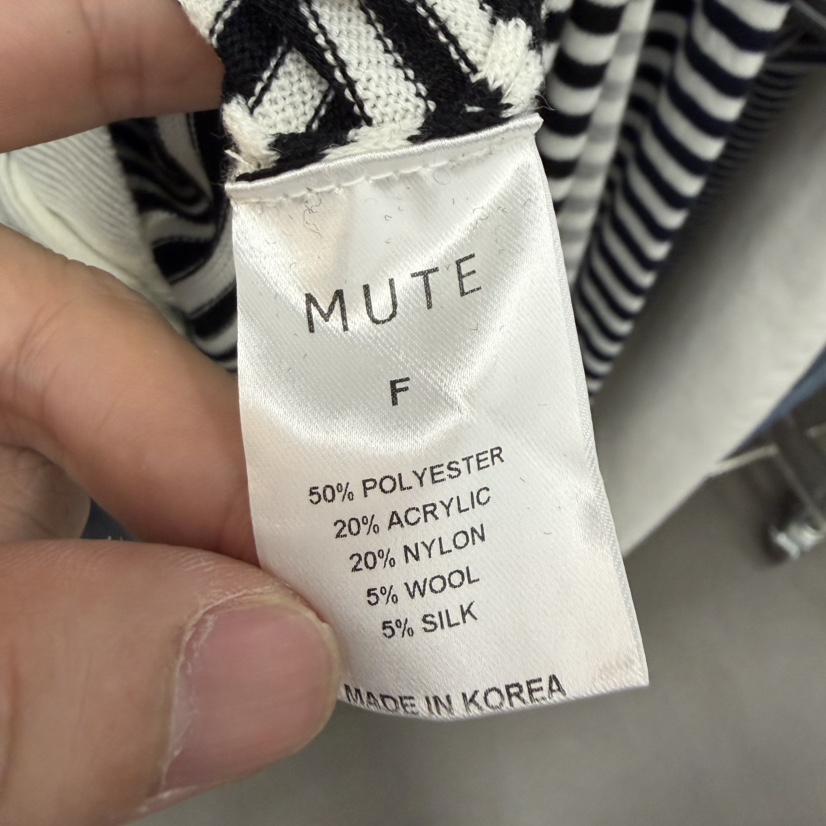 MUTE
F
50% POLYESTER
20% ACRYLIC
20% NYLON
5% WOOL
5% SILK
MADE IN KOREA